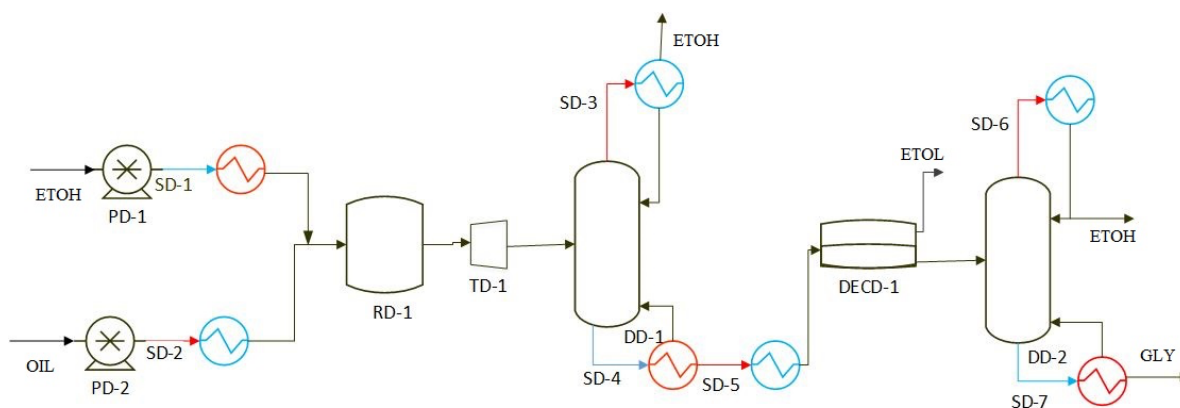 ETOH
SD-3
SD-6
ETOH
SD-1
PD-1
ETOL
ETOH
RD-1
TD-1
DECD-1
OIL
SD-2
PD-2
DD-1
SD-4
SD-5
DD-2
SD-7
GLY